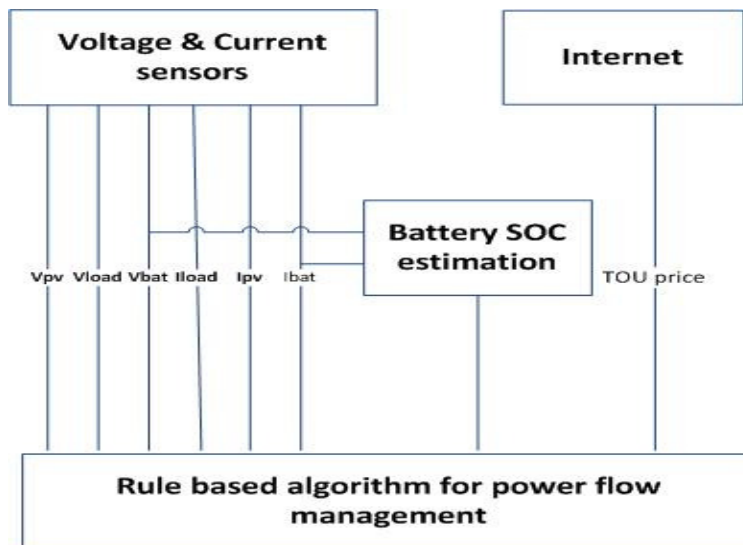 Voltage & Current
sensors
Internet
Battery SOC
estimation
Vpv Vload Vbat Iload Ipv Ibat
TOU price
Rule based algorithm for power flow
management